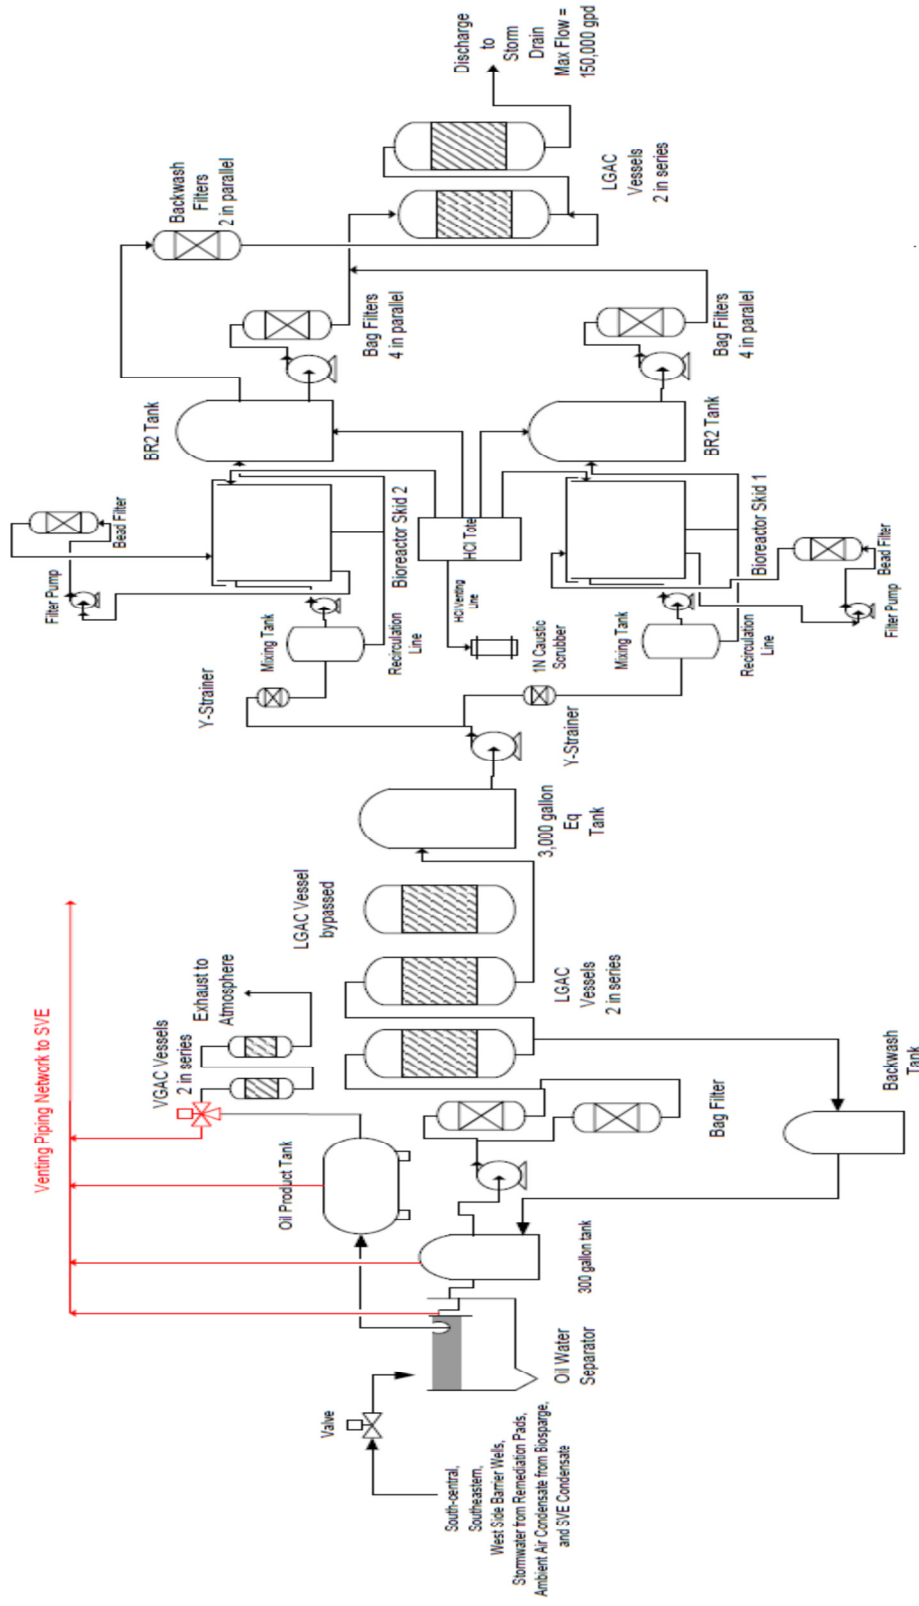 Venting Piping Network to SVE
South-central,
Southeastern,
West Side Barrier Wells,
Stormwater from Remediation Pads,
Ambient Air Condensate from Biosparge,
and SVE Condensate
Valve
Oil Water
Separator
Oil Product Tank
300 gallon tank
VGAC Vessels
2 in series
Exhaust to
Atmosphere
Bag Filter
Backwash
Tank
LGAC Vessels
2 in series
LGAC Vessel
bypassed
3,000 gallon
Eq
Tank
Y-Strainer
Y-Strainer
Mixing Tank
Recirculation
Line
Filter Pump
Bead Filter
Bioreactor Skid 2
HCl Venting
Line
1N Caustic
Scrubber
HCl Tote
Mixing Tank
Recirculation
Line
Filter Pump
Bead Filter
Bioreactor Skid 1
BR2 Tank
BR2 Tank
Bag Filters
4 in parallel
Bag Filters
4 in parallel
Backwash
Filters
2 in parallel
LGAC
Vessels
2 in series
Discharge
to
Storm
Drain
Max Flow =
150,000 gpd